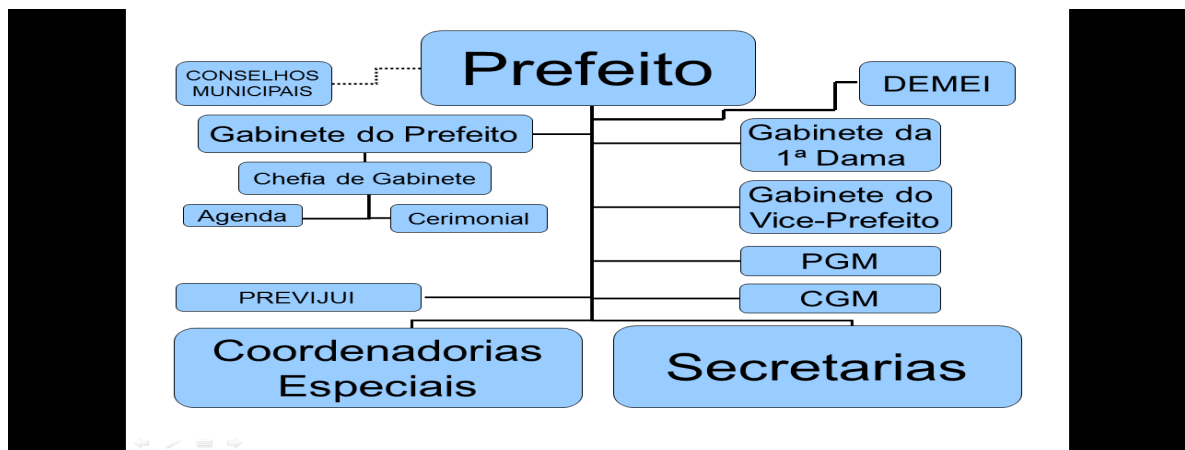 Prefeito
CONSELHOS
MUNICIPAIS
DEMEI
Gabinete do Prefeito
Gabinete da
1ª Dama
Chefia de Gabinete
Gabinete do
Vice-Prefeito
Agenda
Cerimonial
PGM
PREVIJUI
CGM
Coordenadorias
Especiais
Secretarias